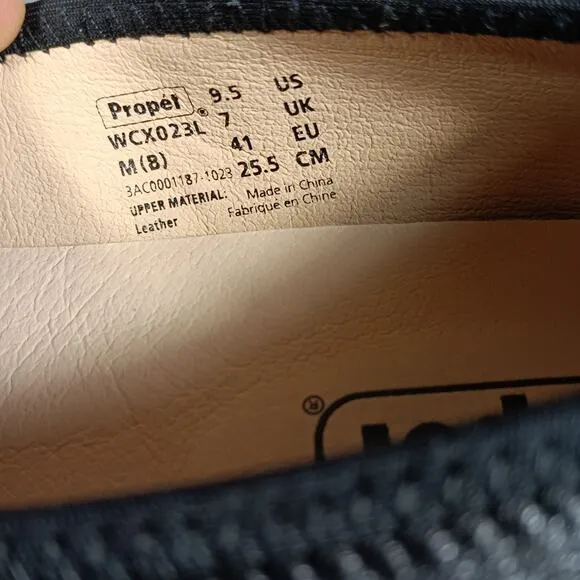 Propét® 9.5 US
WCX023L 7 UK
M(B) 41 EU
3AC0001187-1023 25.5 CM
UPPER MATERIAL: Made in China
Leather Fabriqué en Chine
®